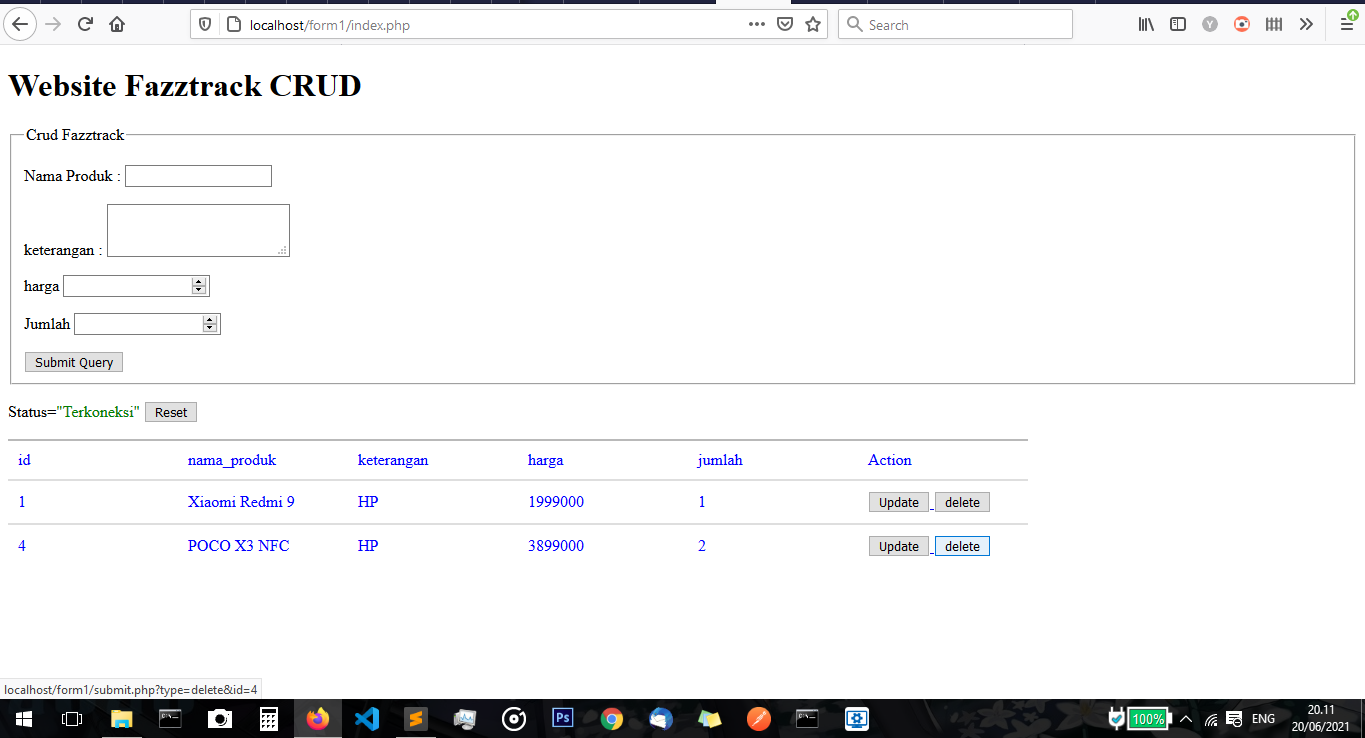 localhost/form1/index.php
Search
Website Fazztrack CRUD
Crud Fazztrack
Nama Produk :
keterangan :
harga
Jumlah
Submit Query
Status="Terkoneksi" Reset
id nama_produk keterangan harga jumlah Action
1 Xiaomi Redmi 9 HP 1999000 1 Update delete
4 POCO X3 NFC HP 3899000 2 Update delete
localhost/form1/submit.php?type=delete&id=4
Ps
100%
ENG
20.11
20/06/2021